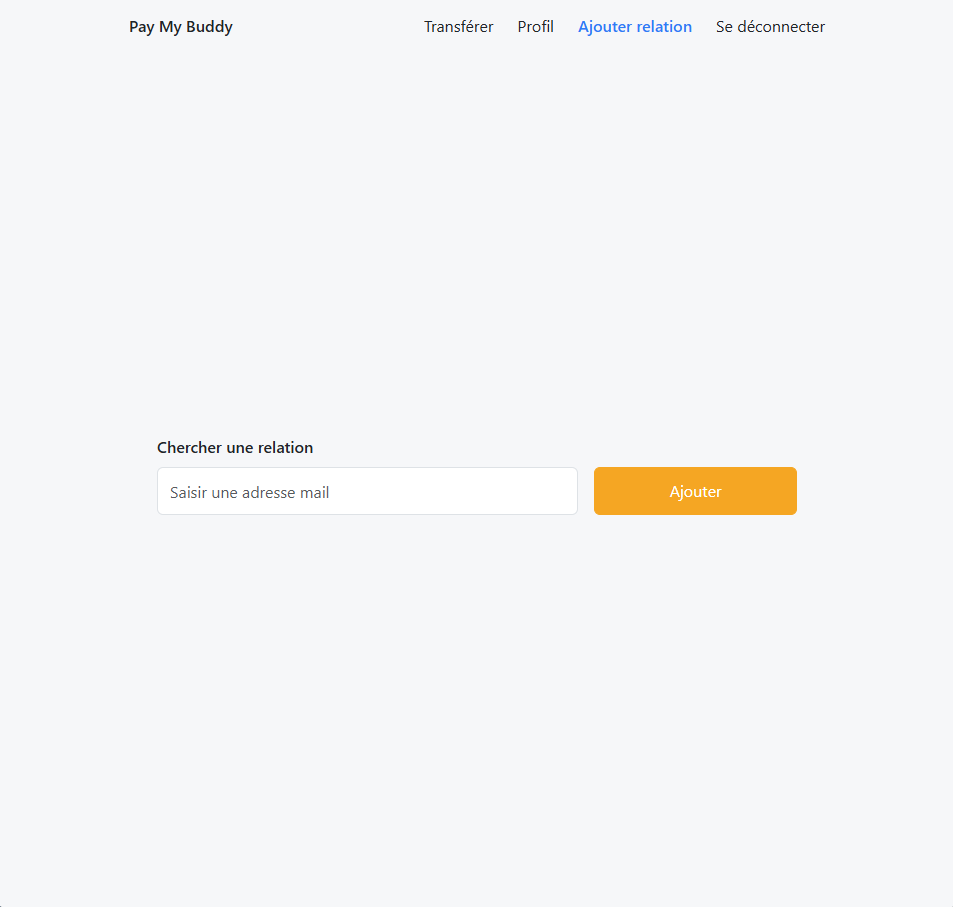 Pay My Buddy Transférer Profil Ajouter relation Se déconnecter
Chercher une relation
Saisir une adresse mail Ajouter